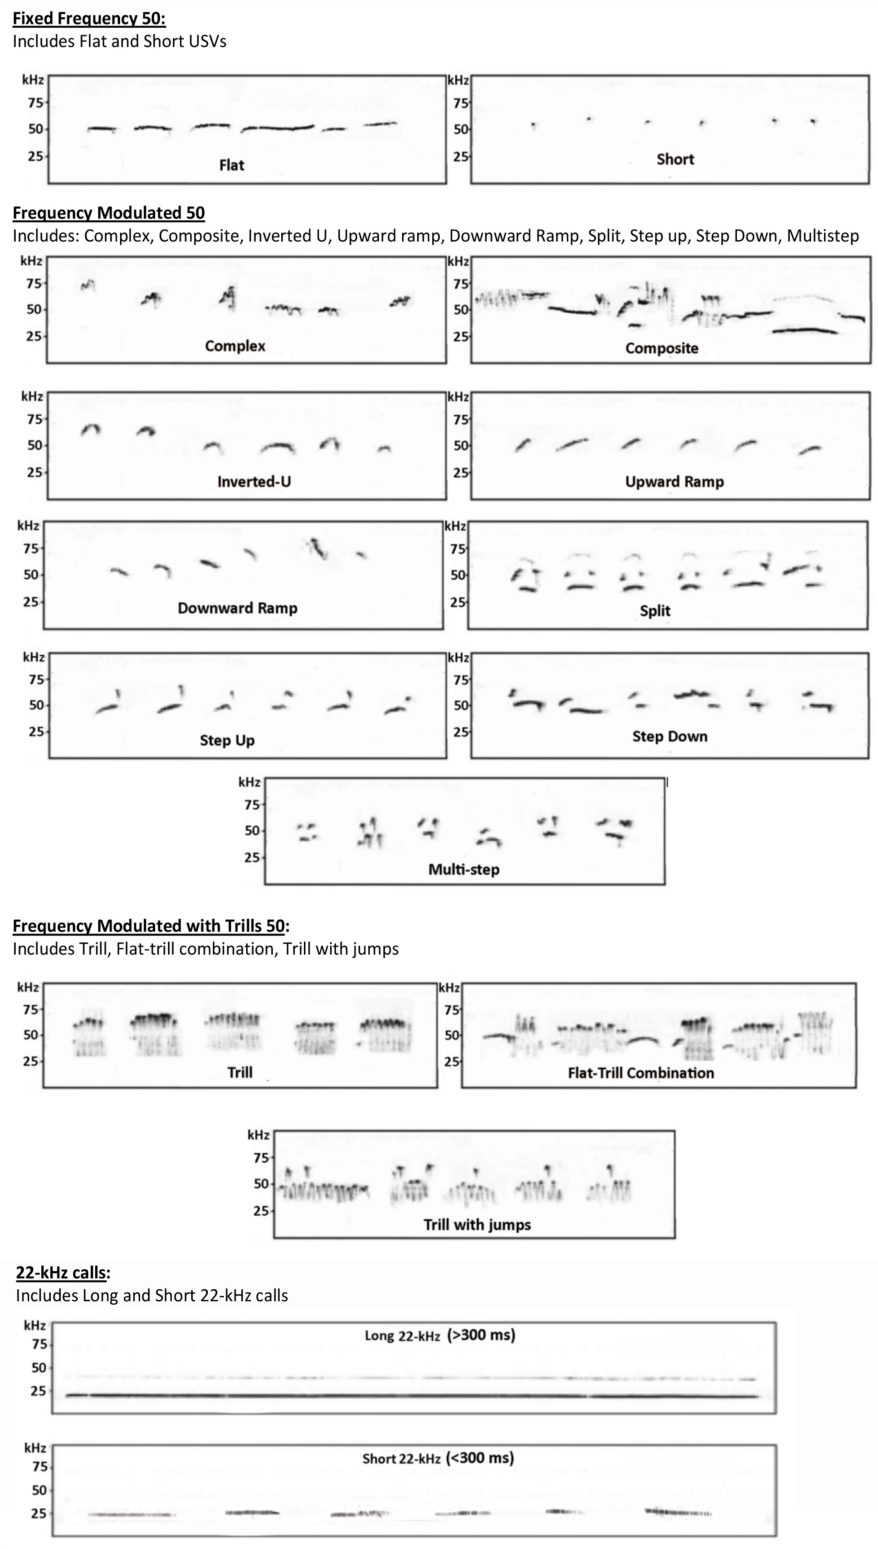 Fixed Frequency 50:
Includes Flat and Short USVs
kHz
75
50
25
Flat
kHz
75
50
25
Short
Frequency Modulated 50
Includes: Complex, Composite, Inverted U, Upward ramp, Downward Ramp, Split, Step up, Step Down, Multistep
kHz
75
50
25
Complex
kHz
75
50
25
Composite
kHz
75
50
25
Inverted-U
kHz
75
50
25
Upward Ramp
kHz
75
50
25
Downward Ramp
kHz
75
50
25
Split
kHz
75
50
25
Step Up
kHz
75
50
25
Step Down
kHz
75
50
25
Multi-step
Frequency Modulated with Trills 50:
Includes Trill, Flat-trill combination, Trill with jumps
kHz
75
50
25
Trill
kHz
75
50
25
Flat-Trill Combination
kHz
75
50
25
Trill with jumps
22-kHz calls:
Includes Long and Short 22-kHz calls
kHz
75
50
25
Long 22-kHz (>300 ms)
kHz
75
50
25
Short 22-kHz (<300 ms)